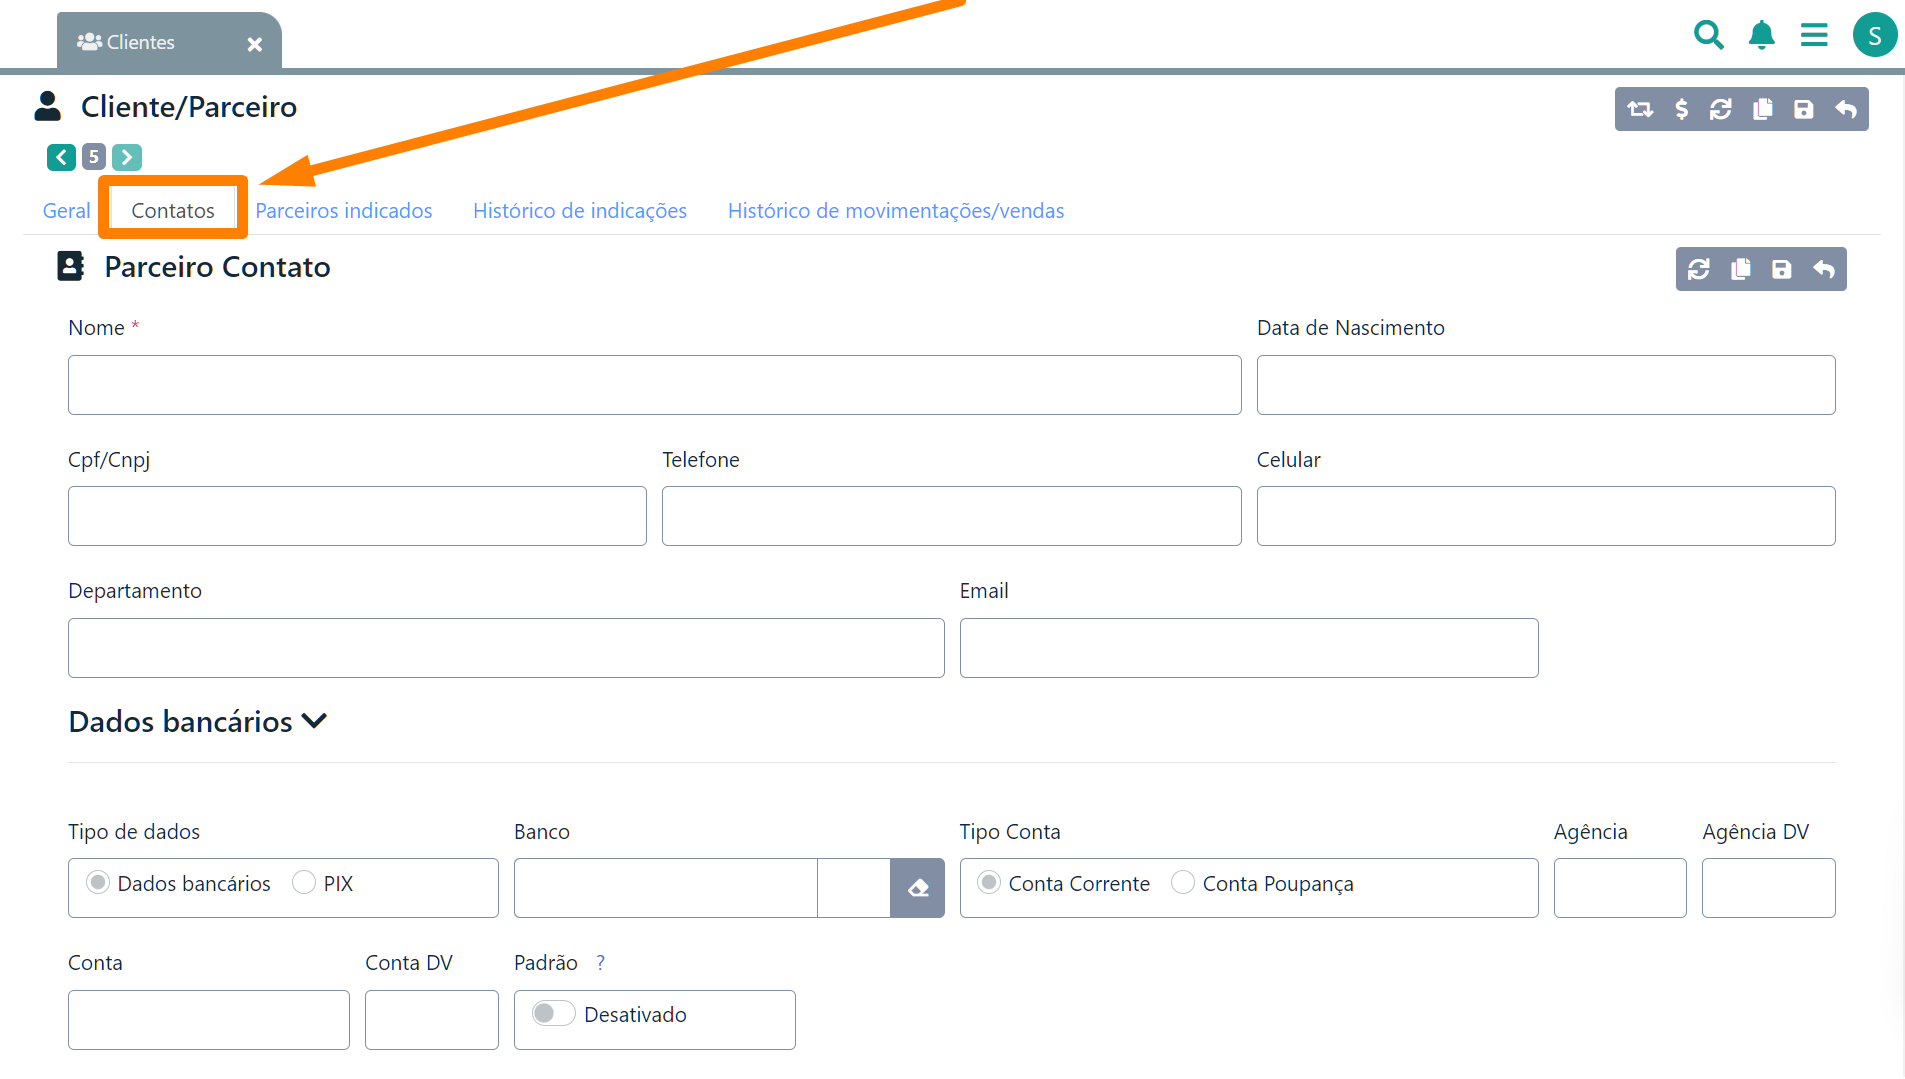 Clientes
S
Cliente/Parceiro
5
Geral Contatos Parceiros indicados Histórico de indicações Histórico de movimentações/vendas
Parceiro Contato
Nome * Data de Nascimento
Cpf/Cnpj Telefone Celular
Departamento Email
Dados bancários
Tipo de dados Banco Tipo Conta Agência Agência DV
Dados bancários PIX Conta Corrente Conta Poupança
Conta Conta DV Padrão ?
Desativado